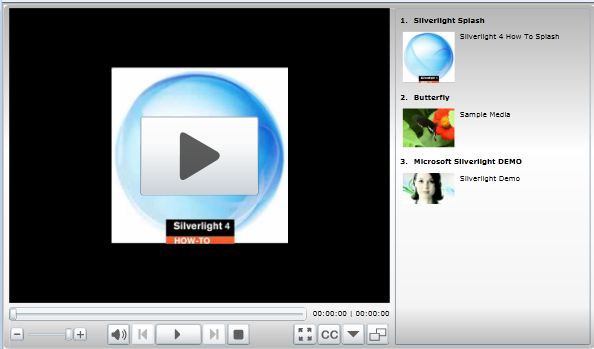 1. Silverlight Splash
Silverlight 4 How To Splash
2. Butterfly
Sample Media
3. Microsoft Silverlight DEMO
Silverlight Demo
Silverlight 4
HOW-TO
00:00:00 | 00:00:00
CC